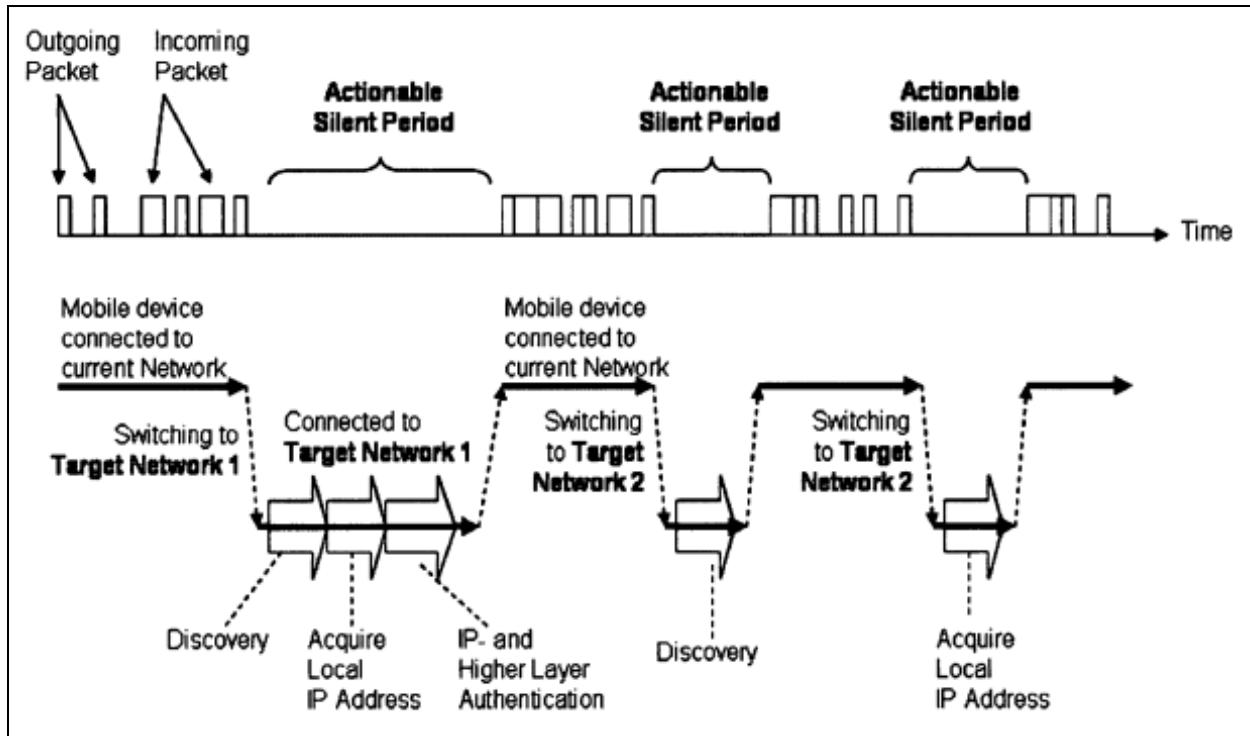 Outgoing
Packet
Incoming
Packet
Actionable
Silent Period
Actionable
Silent Period
Actionable
Silent Period
Time
Mobile device
connected to
current Network
Mobile device
connected to
current Network
Switching to
Target Network 1
Connected to
Target Network 1
Switching
to Target
Network 2
Switching
to Target
Network 2
Discovery
Acquire
Local
IP Address
IP- and
Higher Layer
Authentication
Discovery
Acquire
Local
IP Address